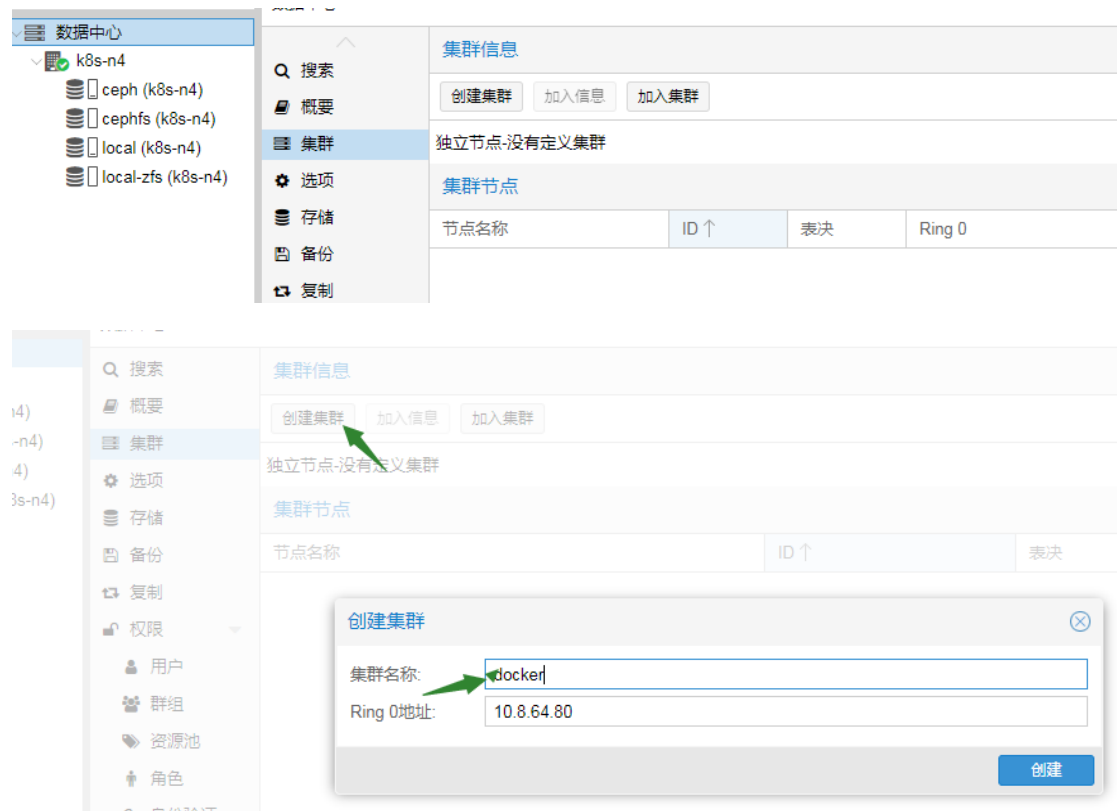 数据中心
k8s-n4
ceph (k8s-n4)
cephfs (k8s-n4)
local (k8s-n4)
local-zfs (k8s-n4)
搜索
概要
集群
选项
存储
备份
复制
集群信息
创建集群 加入信息 加入集群
独立节点-没有定义集群
集群节点
节点名称 ID↑ 表决 Ring 0
n4)
-n4)
4)
8s-n4)
搜索
概要
集群
选项
存储
备份
复制
权限
用户
群组
资源池
角色
集群信息
创建集群 加入信息 加入集群
独立节点-没有定义集群
集群节点
节点名称 ID↑ 表决
创建集群
集群名称: docker
Ring 0地址: 10.8.64.80
创建